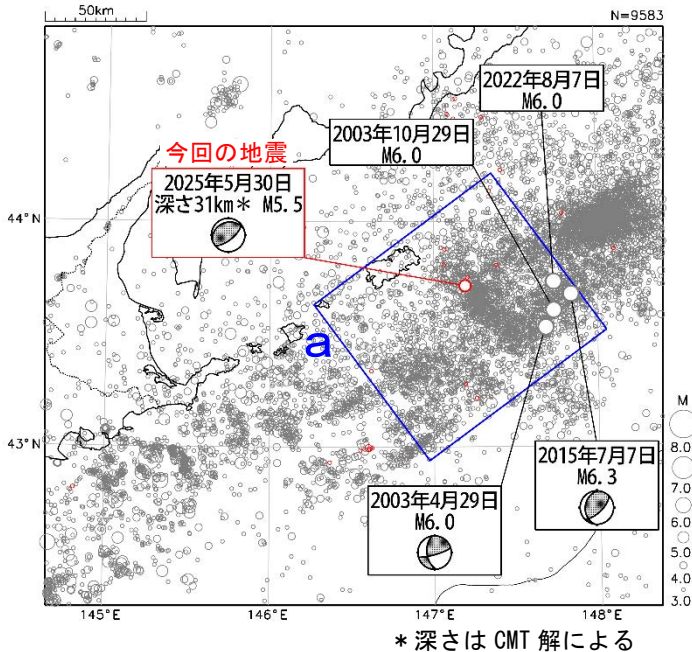 50km
N=9583
2022年8月7日
M6.0
2003年10月29日
M6.0
今回の地震
2025年5月30日
深さ31km* M5.5
44°N
a
43°N
M
8.0
7.0
6.0
5.0
4.0
3.0
2015年7月7日
M6.3
2003年4月29日
M6.0
145°E
146°E
147°E
148°E
*深さは CMT 解による